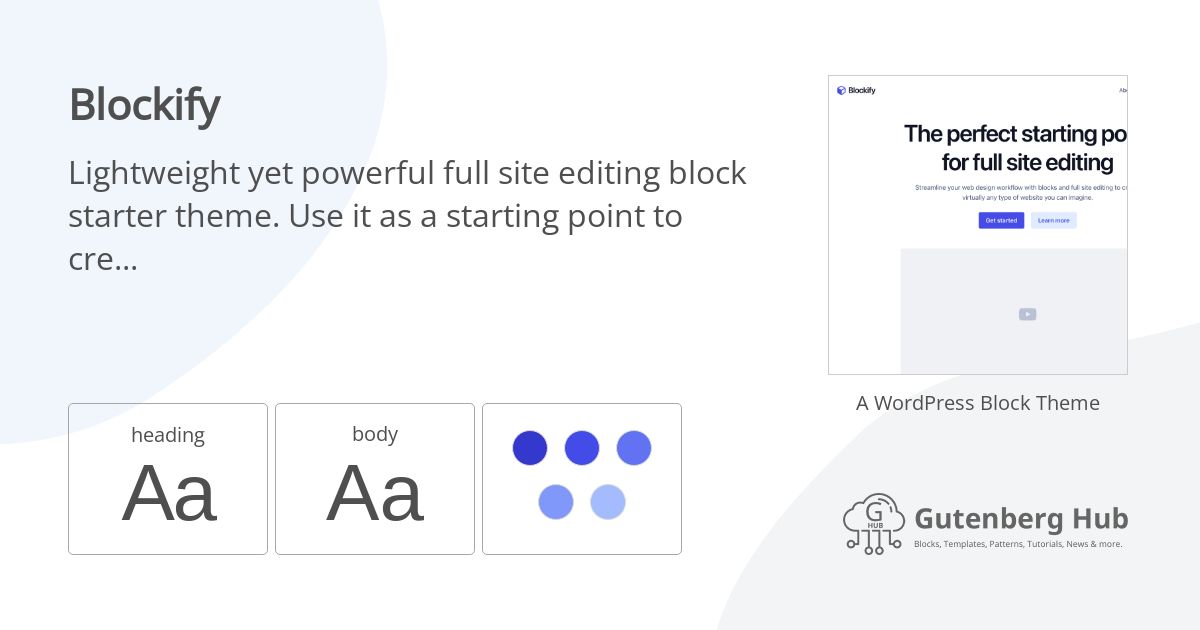 Blockify
Lightweight yet powerful full site editing block
starter theme. Use it as a starting point to
cre...
heading
Aa
body
Aa
Blockify
Ab
The perfect starting po
for full site editing
Streamline your web design workflow with blocks and full site editing to cr
virtually any type of website you can imagine.
Get started
Learn more
A WordPress Block Theme
G
HUB
Gutenberg Hub
Blocks, Templates, Patterns, Tutorials, News & more.